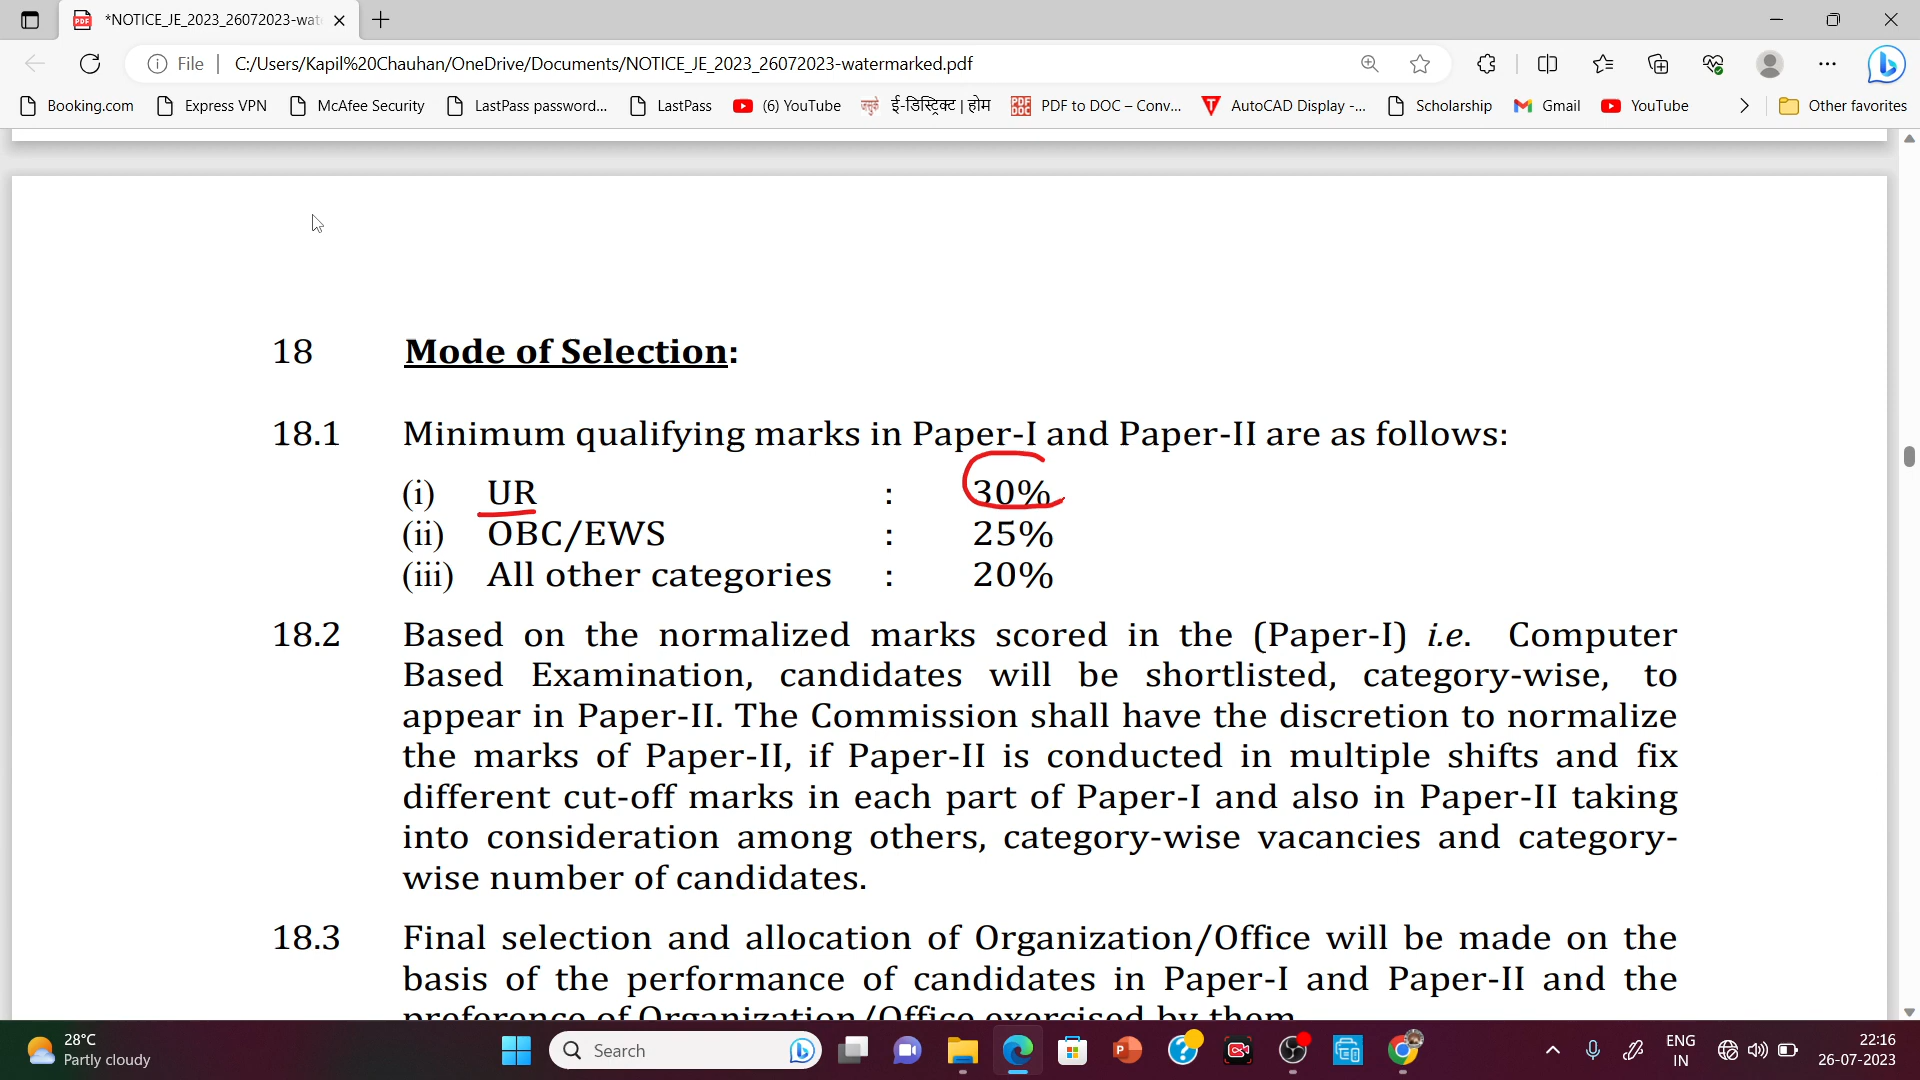 *NOTICE_JE_2023_26072023-wat
File
C:/Users/Kapil%20Chauhan/OneDrive/Documents/NOTICE_JE_2023_26072023-watermarked.pdf
Booking.com Express VPN McAfee Security LastPass password... LastPass (6) YouTube ई-डिस्ट्रिक्ट | होम PDF to DOC – Conv... AutoCAD Display -... Scholarship Gmail YouTube Other favorites
18 Mode of Selection:
18.1 Minimum qualifying marks in Paper-I and Paper-II are as follows:
(i) UR : 30%
(ii) OBC/EWS : 25%
(iii) All other categories : 20%
18.2 Based on the normalized marks scored in the (Paper-I) i.e. Computer
Based Examination, candidates will be shortlisted, category-wise, to
appear in Paper-II. The Commission shall have the discretion to normalize
the marks of Paper-II, if Paper-II is conducted in multiple shifts and fix
different cut-off marks in each part of Paper-I and also in Paper-II taking
into consideration among others, category-wise vacancies and category-
wise number of candidates.
18.3 Final selection and allocation of Organization/Office will be made on the
basis of the performance of candidates in Paper-I and Paper-II and the
preference of Organization/Office exercised by them.
28°C
Partly cloudy
Search
ENG
IN
22:16
26-07-2023